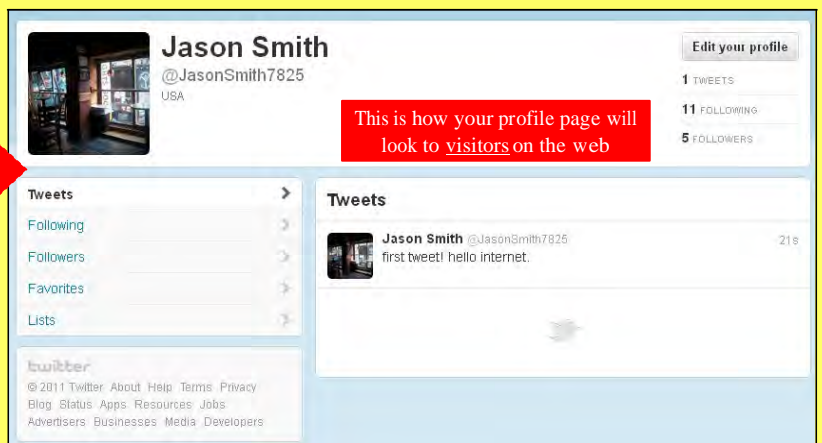 Jason Smith
@JasonSmith7825
USA
Edit your profile
1 TWEETS
11 FOLLOWING
5 FOLLOWERS
This is how your profile page will
look to visitors on the web
Tweets
Following
Followers
Favorites
Lists
twitter
© 2011 Twitter About Help Terms Privacy
Blog Status Apps Resources Jobs
Advertisers Businesses Media Developers
Tweets
Jason Smith @JasonSmith7825 21s
first tweet! hello internet.